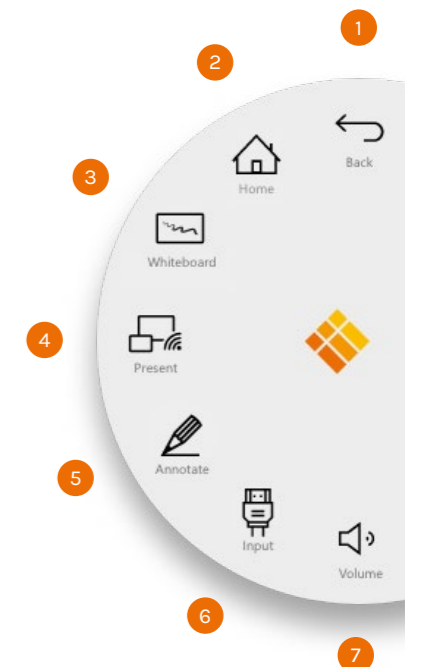 1
Back
2
Home
3
Whiteboard
4
Present
5
Annotate
6
Input
7
Volume